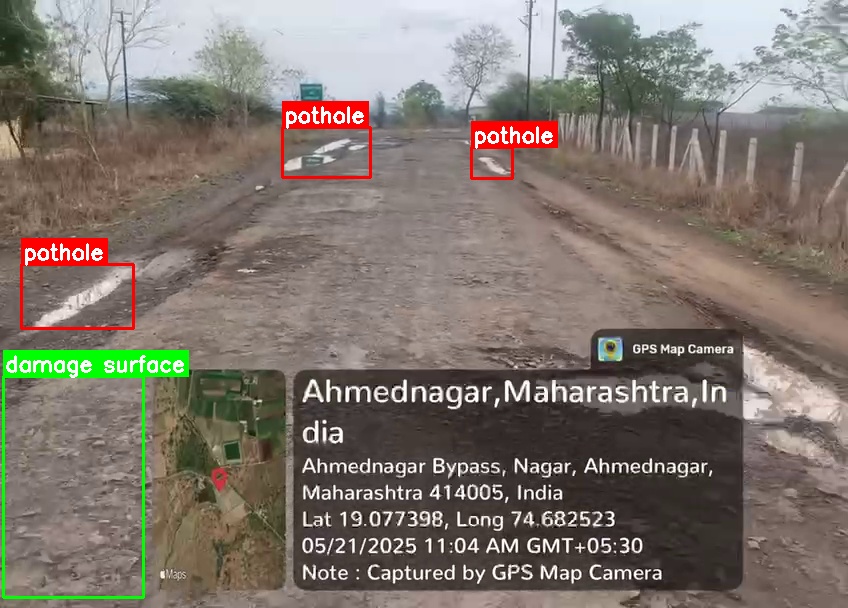 pothole
pothole
pothole
damage surface
GPS Map Camera
Ahmednagar,Maharashtra,In
dia
Ahmednagar Bypass, Nagar, Ahmednagar,
Maharashtra 414005, India
Lat 19.077398, Long 74.682523
05/21/2025 11:04 AM GMT+05:30
Note : Captured by GPS Map Camera
Maps